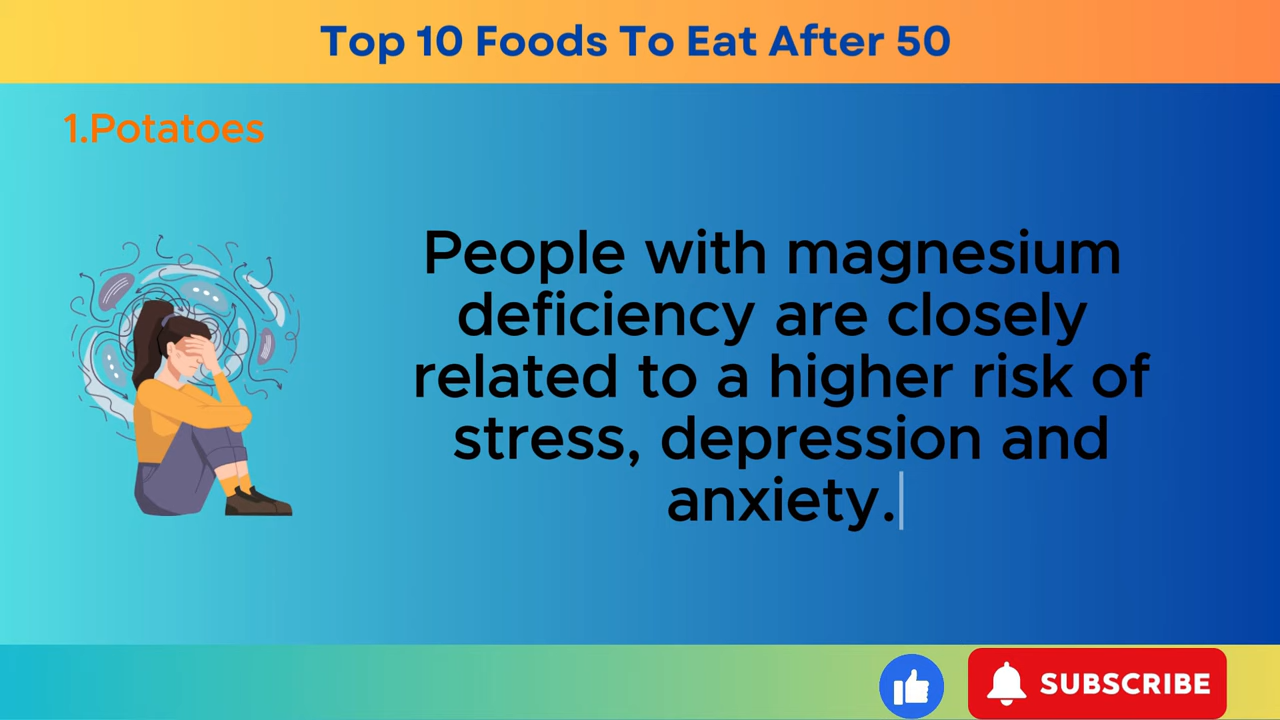 Top 10 Foods To Eat After 50
1.Potatoes
People with magnesium
deficiency are closely
related to a higher risk of
stress, depression and
anxiety.
SUBSCRIBE